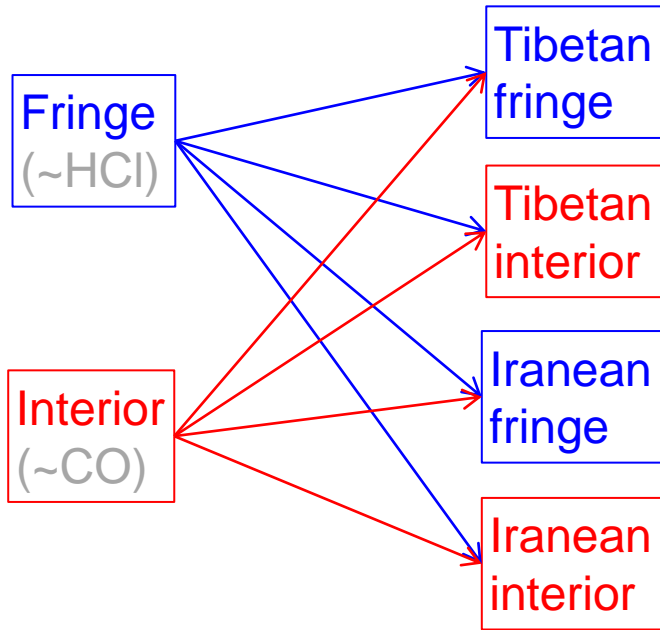 Fringe
(~HCl)
Interior
(~CO)
Tibetan
fringe
Tibetan
interior
Iranean
fringe
Iranean
interior